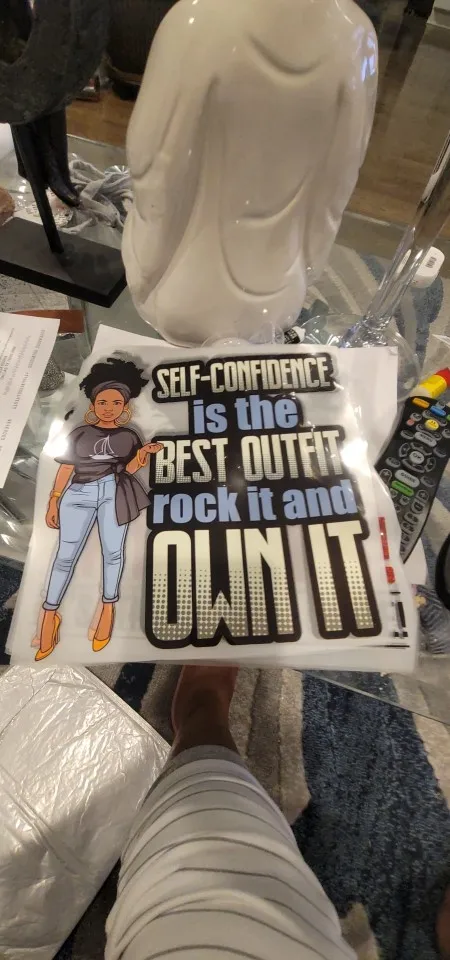 SELF-CONFIDENCE
is the
BEST OUTFIT
rock it and
OWN IT